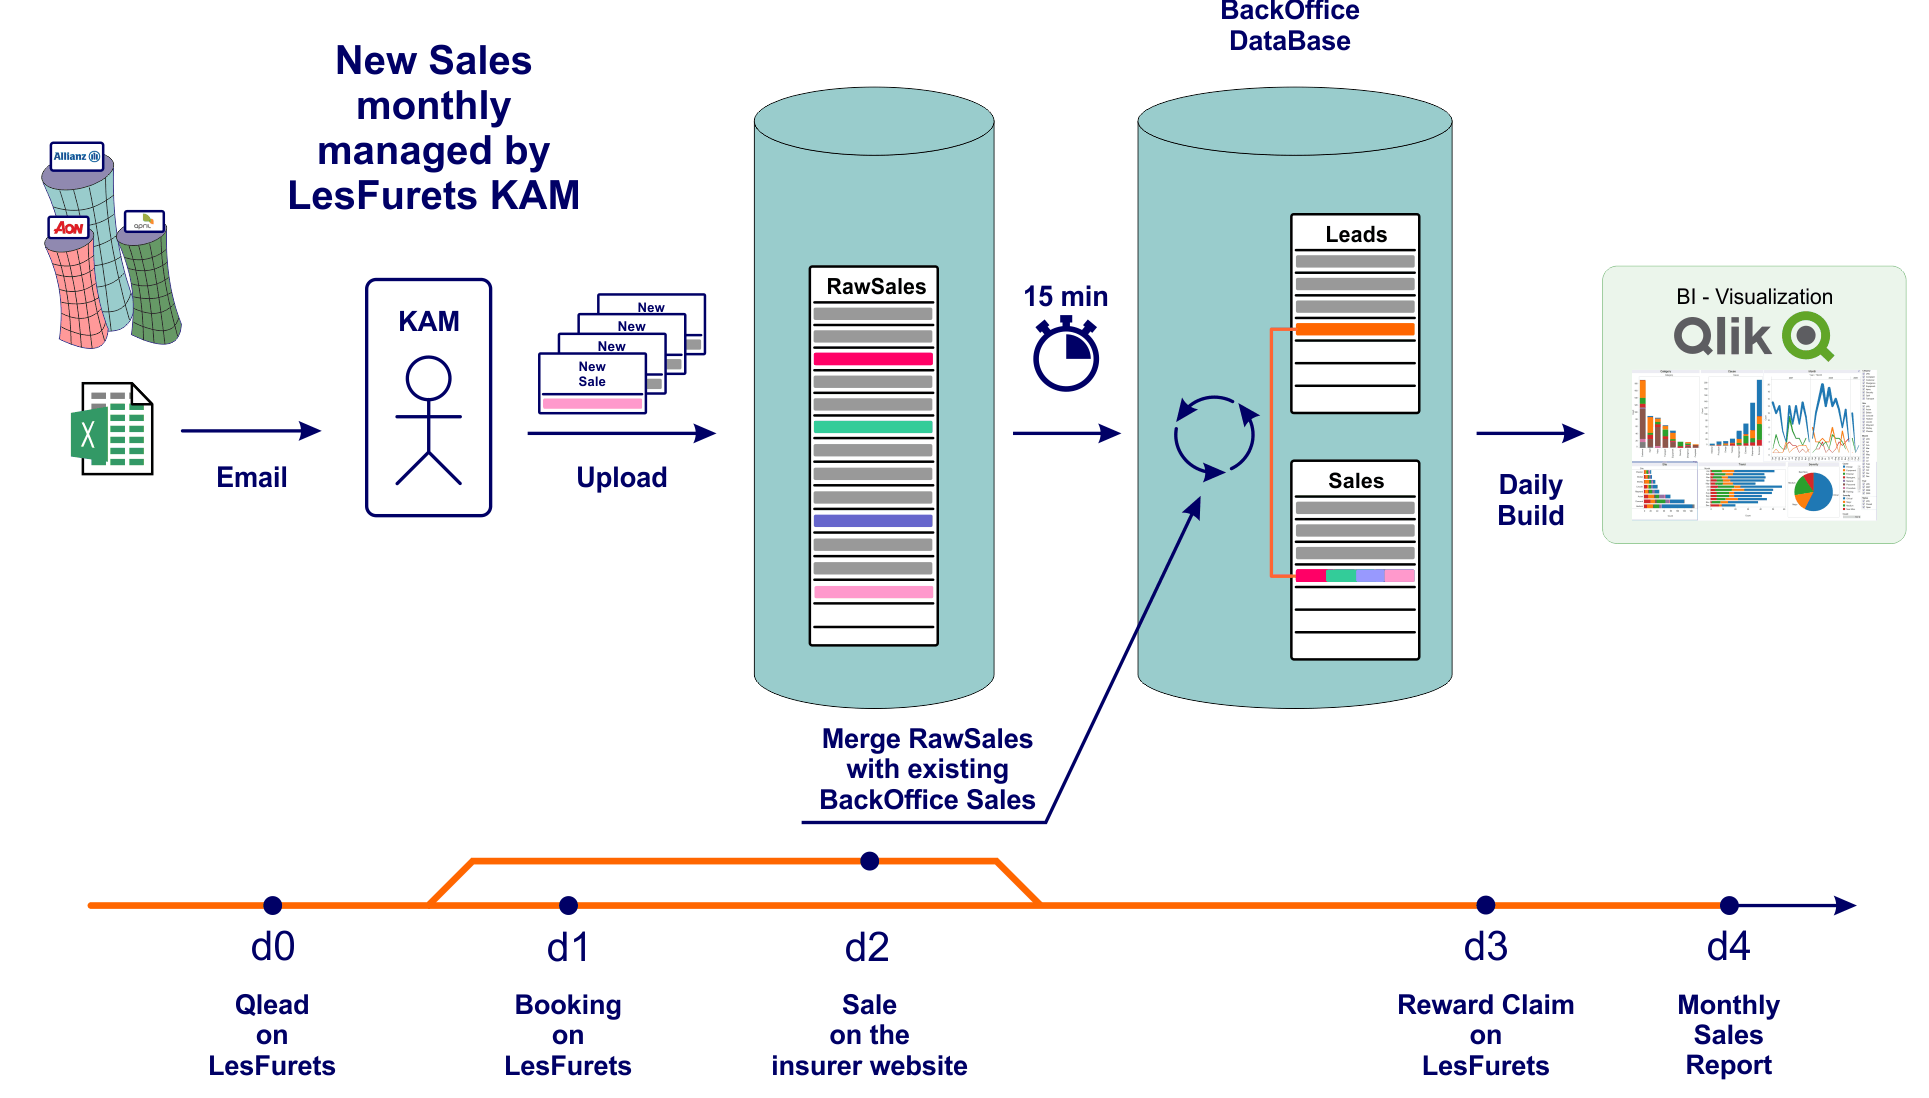 BackOffice
DataBase
New Sales
monthly
managed by
LesFurets KAM
Allianz
AON
april
KAM
New
New
New
New
Sale
X
Email
Upload
RawSales
15 min
Leads
Sales
Daily
Build
BI - Visualization
Qlik
Merge RawSales
with existing
BackOffice Sales
d0
d1
d2
d3
d4
Qlead
on
LesFurets
Booking
on
LesFurets
Sale
on the
insurer website
Reward Claim
on
LesFurets
Monthly
Sales
Report